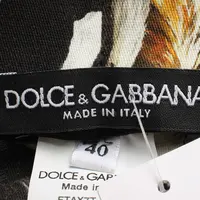 DOLCE & GABBANA
MADE IN ITALY
40
DOLCE & GAB
Made in